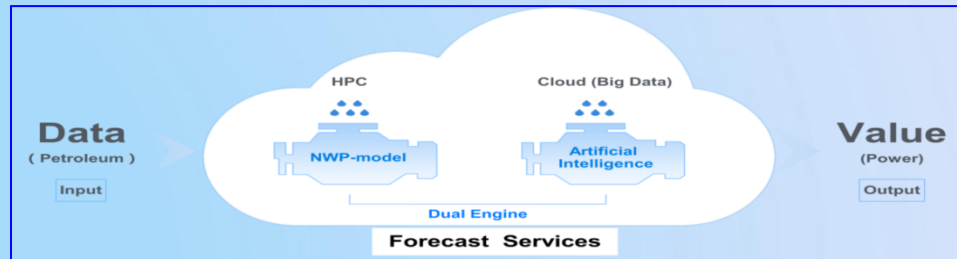 HPC
Cloud (Big Data)
Data
( Petroleum )
Input
NWP-model
Artificial
Intelligence
Value
(Power)
Output
Dual Engine
Forecast Services